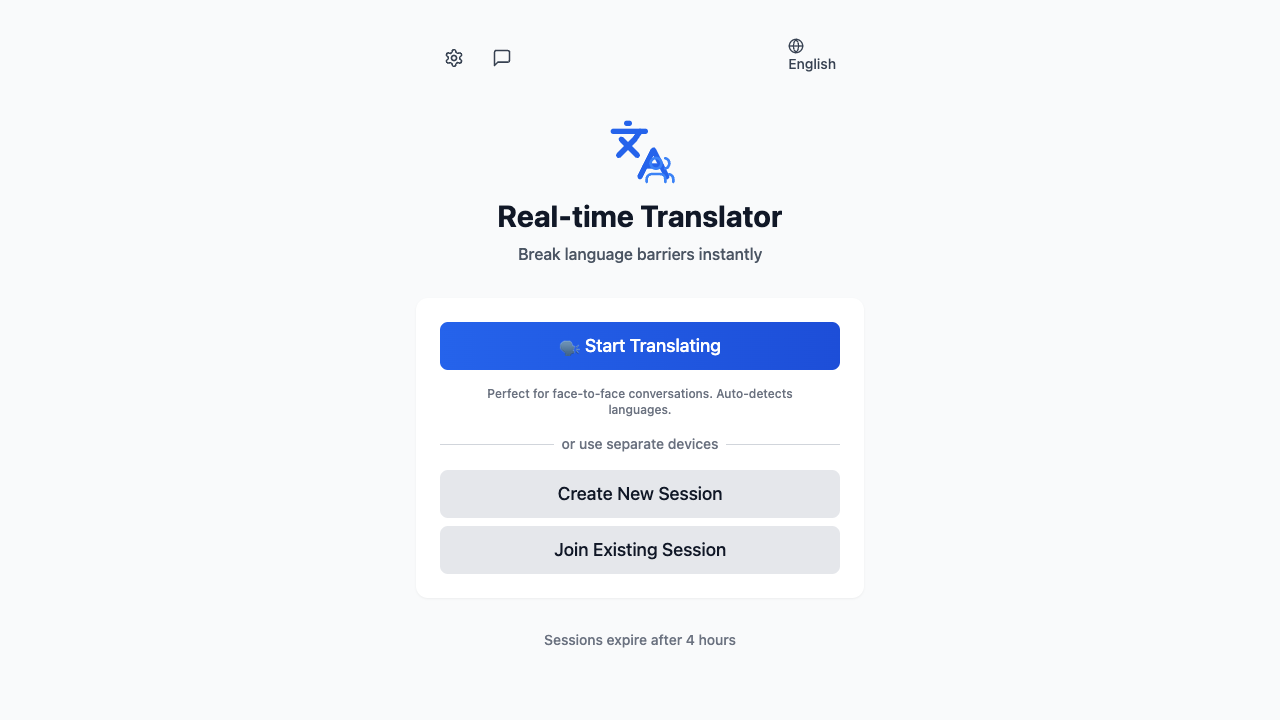 English
Real-time Translator
Break language barriers instantly
Start Translating
Perfect for face-to-face conversations. Auto-detects
languages.
or use separate devices
Create New Session
Join Existing Session
Sessions expire after 4 hours